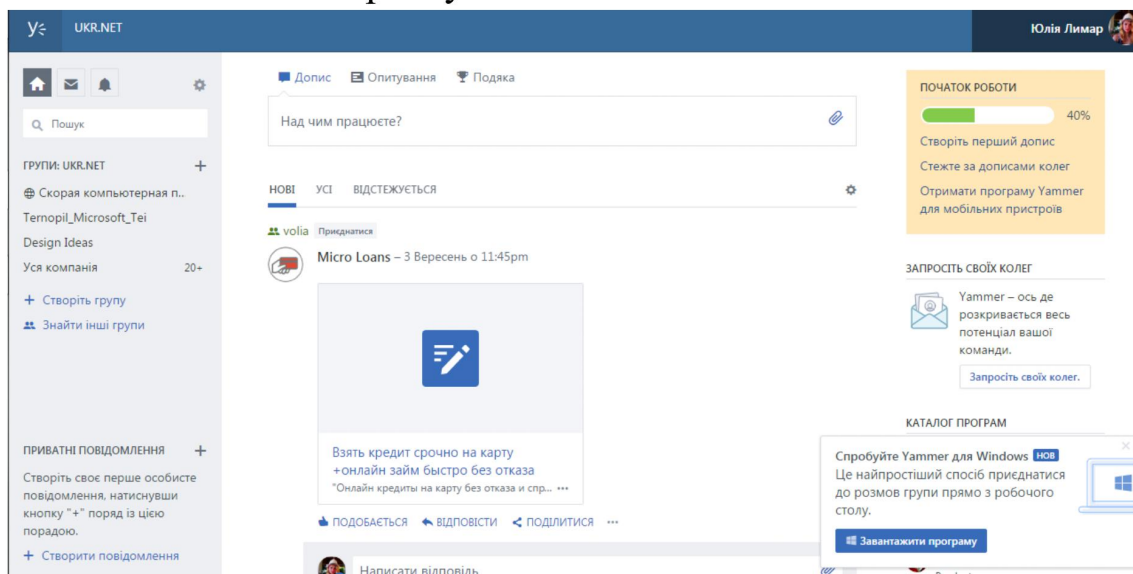 UKR.NET
Юлія Лимар
Пошук
ГРУПИ: UKR.NET
Скорая компьютерная п..
Ternopil_Microsoft_Tei
Design Ideas
Уся компанія 20+
+ Створіть групу
Знайти інші групи
ПРИВАТНІ ПОВІДОМЛЕННЯ +
Створіть своє перше особисте
повідомлення, натиснувши
кнопку "+" поряд із цією
порадою.
+ Створити повідомлення
Допис Опитування Подяка
Над чим працюєте?
НОВІ УСІ ВІДСТЕЖУЄТЬСЯ
volia Приєднатися
Micro Loans – 3 Вересень о 11:45pm
Взять кредит срочно на карту
+онлайн займ быстро без отказа
"Онлайн кредиты на карту без отказа и спр... •••
ПОДОБАЄТЬСЯ ВІДПОВІСТИ ПОДІЛИТИСЯ •••
Написати відповідь
ПОЧАТОК РОБОТИ
40%
Створіть перший допис
Стежте за дописами колег
Отримати програму Yammer
для мобільних пристроїв
ЗАПРОСІТЬ СВОЇХ КОЛЕГ
Yammer – ось де
розкривається весь
потенціал вашої
команди.
Запросіть своїх колег.
КАТАЛОГ ПРОГРАМ
Спробуйте Yammer для Windows НОВ
Це найпростіший спосіб приєднатися
до розмов групи прямо з робочого
столу.
Завантажити програму